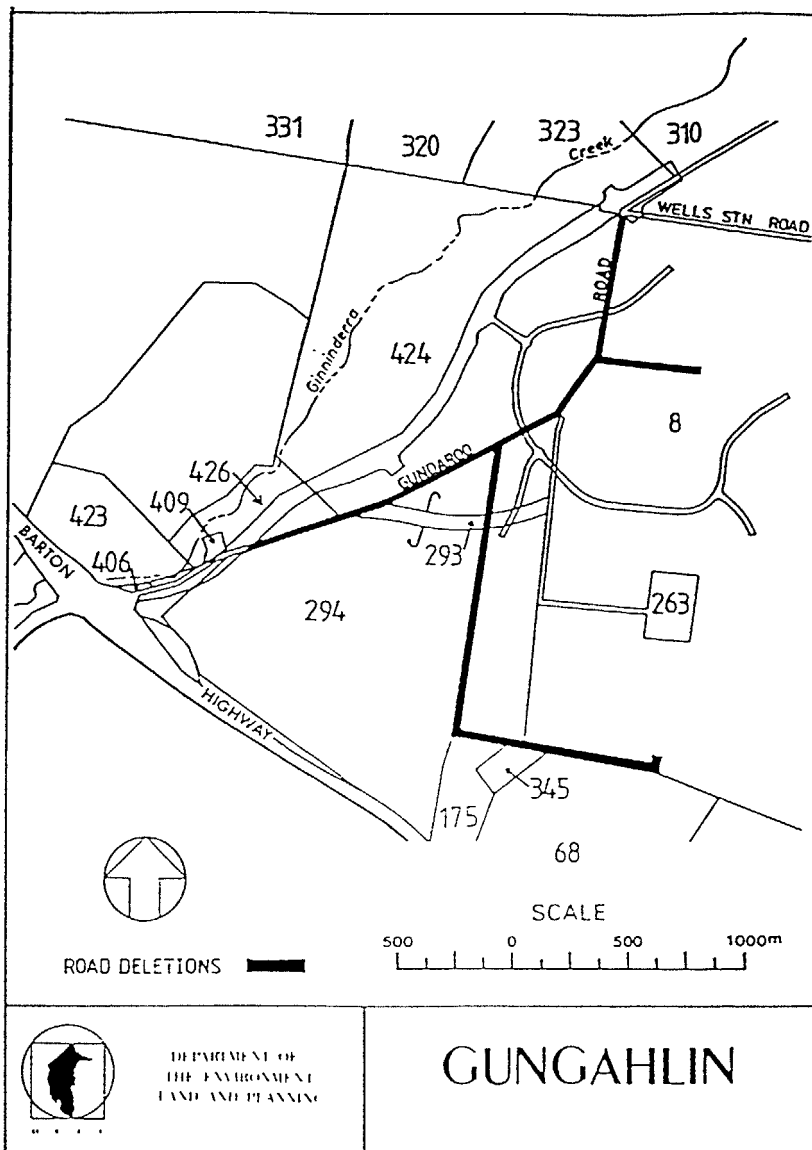 331
320
323
310
Creek
WELLS STN ROAD
ROAD
Ginninderra
424
8
GUNDAROO
426
409
423
406
BARTON
293
263
294
HIGHWAY
345
175
68
SCALE
500 0 500 1000m
ROAD DELETIONS
DEPARTMENT OF
THE ENVIRONMENT
LAND AND PLANNING
GUNGAHLIN